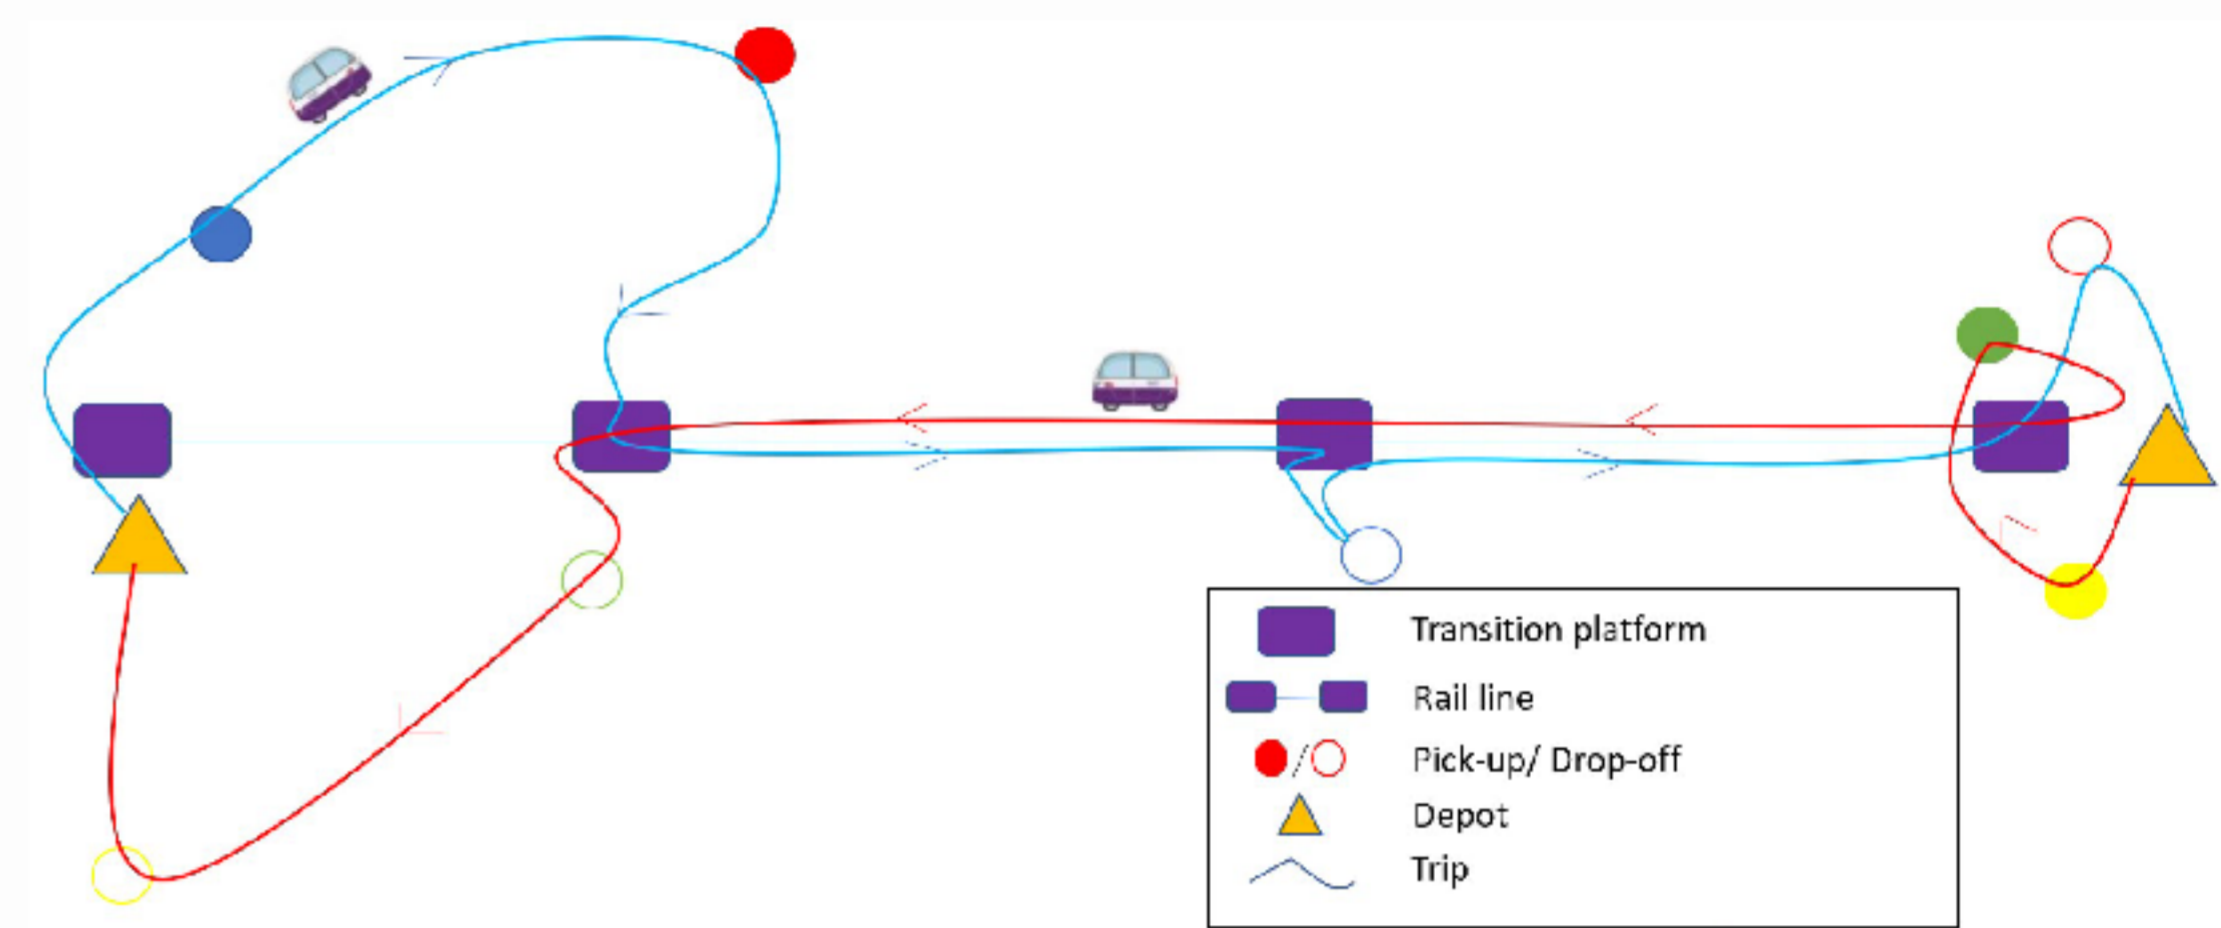 Transition platform
Rail line
Pick-up/ Drop-off
Depot
Trip